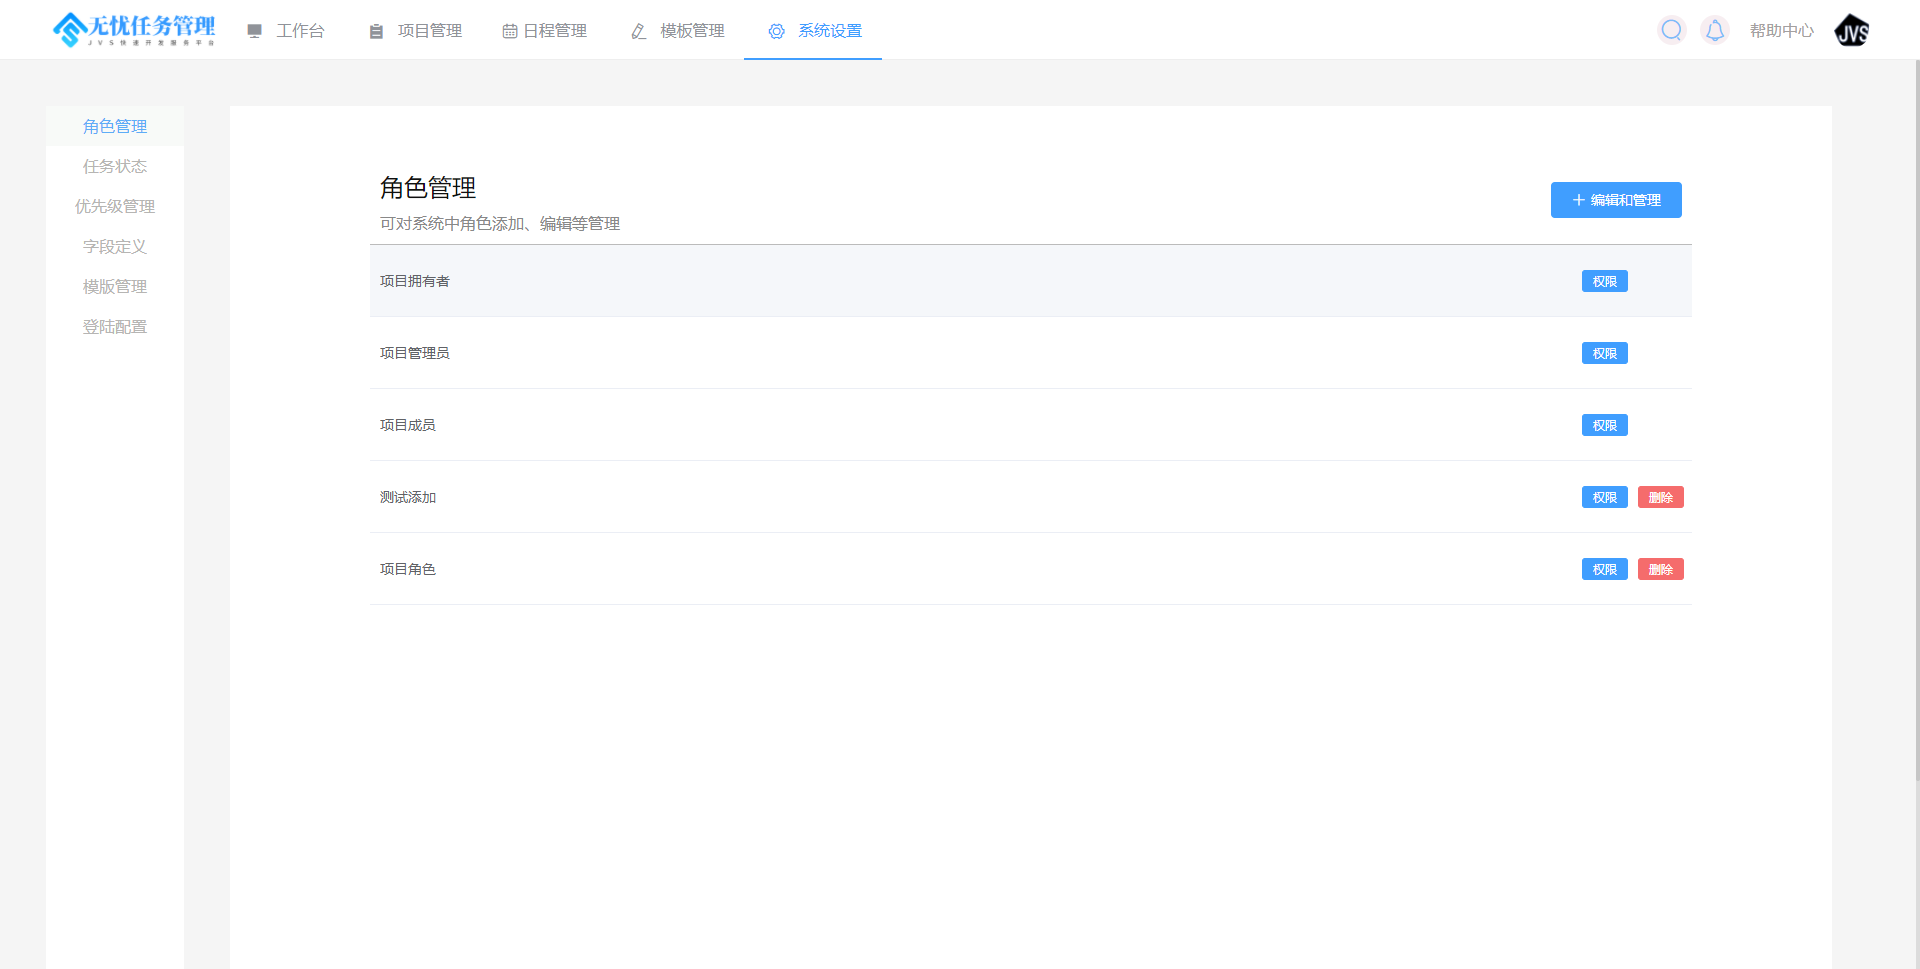 无忧任务管理
JVS快速开发服务平台
工作台
项目管理
日程管理
模板管理
系统设置
帮助中心
JVS
角色管理
任务状态
优先级管理
字段定义
模版管理
登陆配置
角色管理
可对系统中角色添加、编辑等管理
编辑和管理
项目拥有者
权限
项目管理员
权限
项目成员
权限
测试添加
权限
删除
项目角色
权限
删除